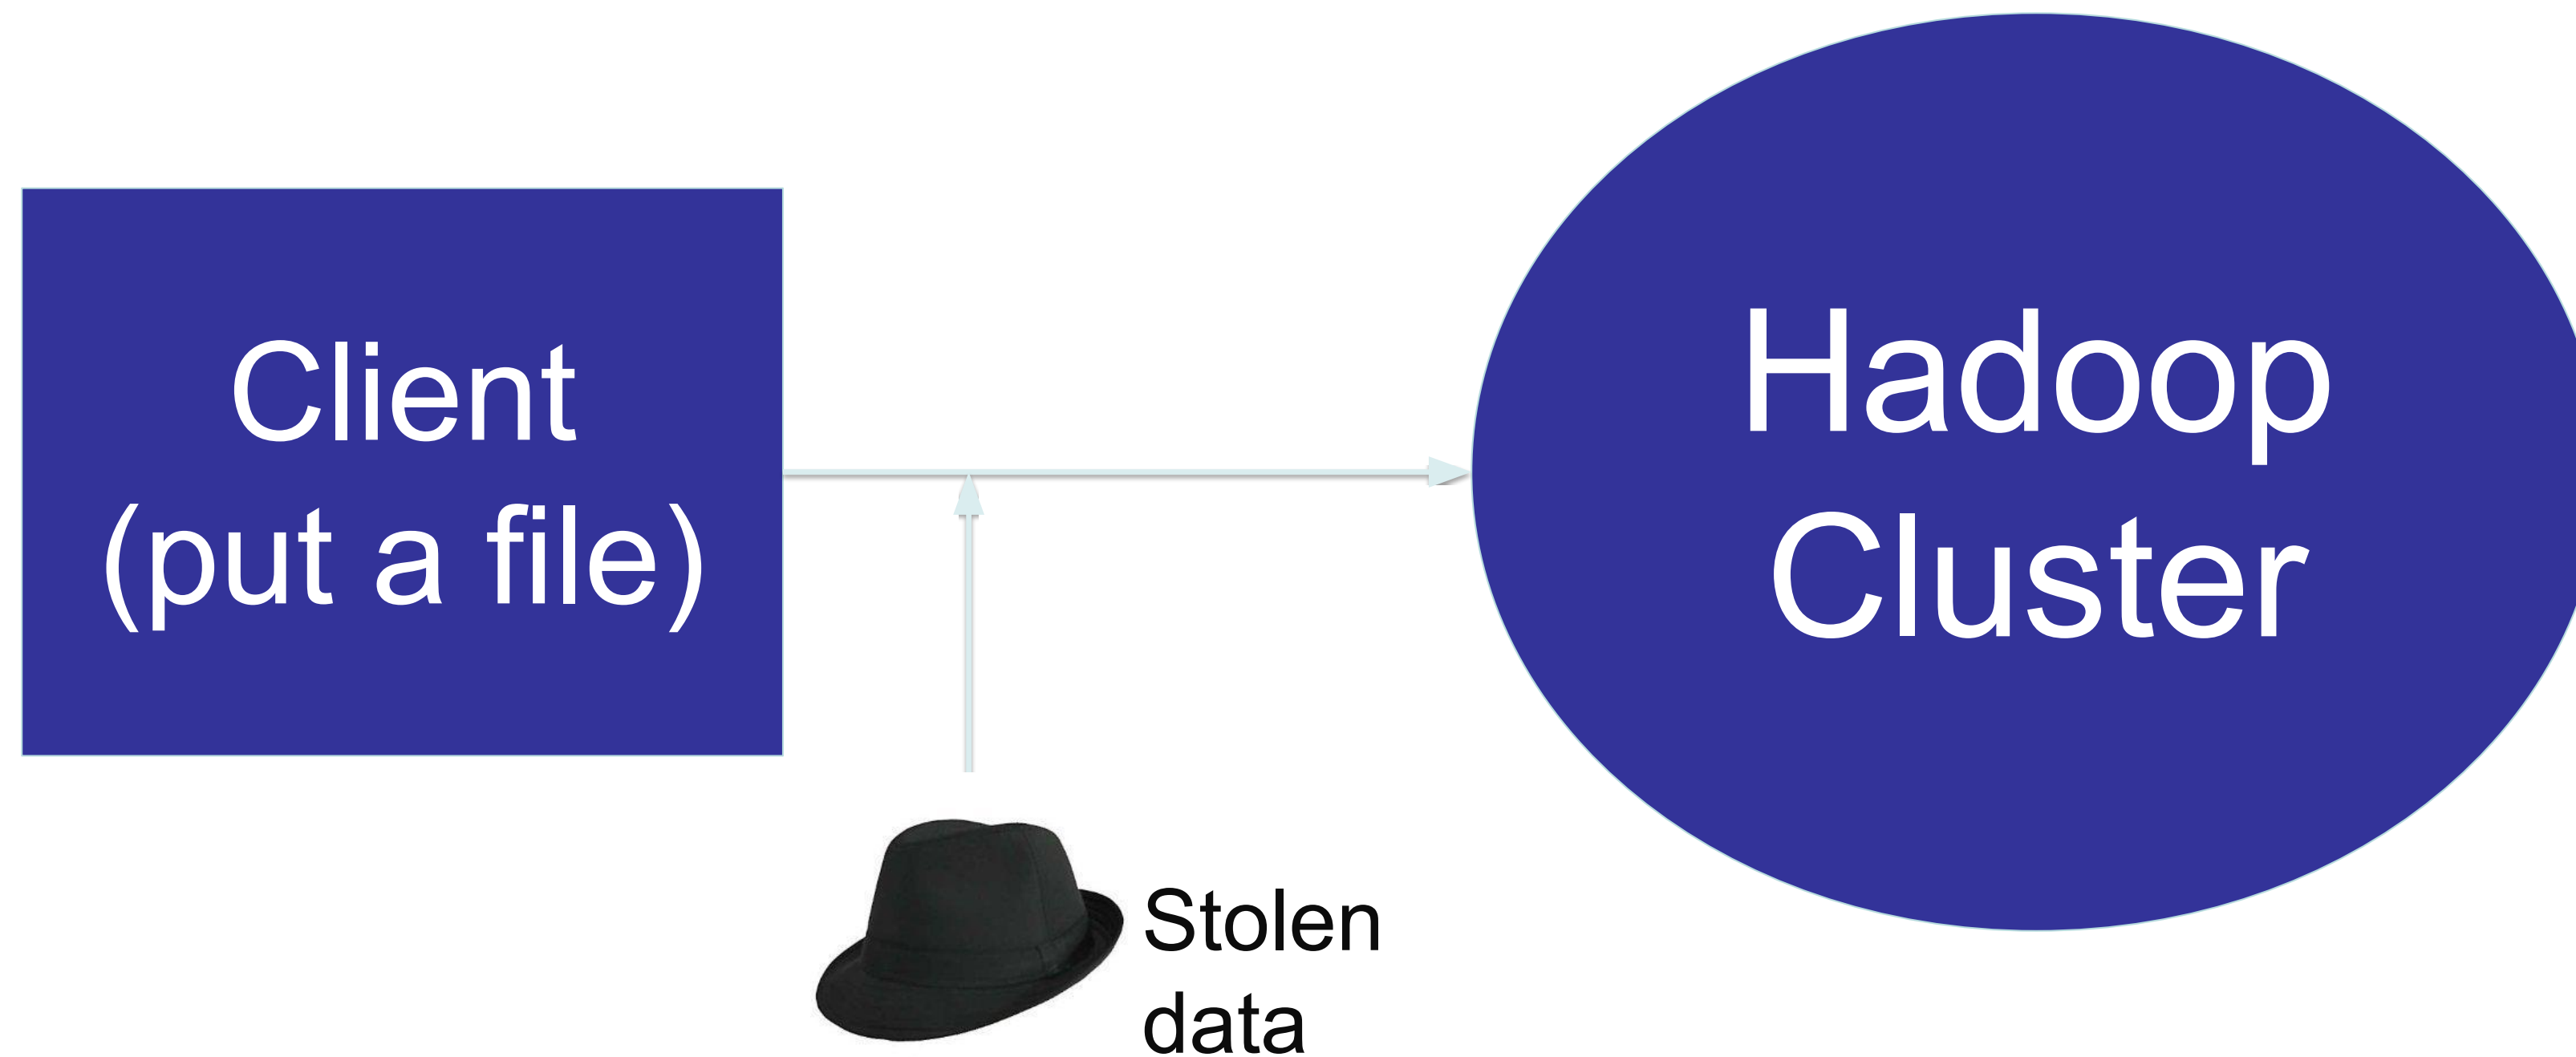 Client
(put a file)
Hadoop
Cluster
Stolen
data